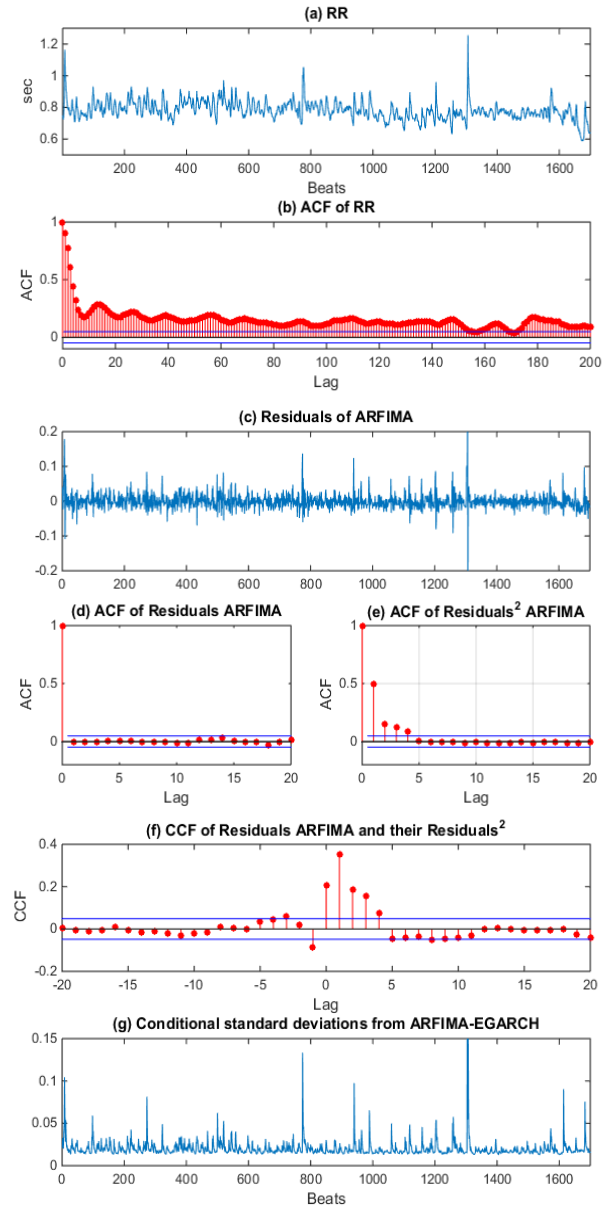 (a) RR
1.2
1
0.8
0.6
sec
200 400 600 800 1000 1200 1400 1600
Beats
(b) ACF of RR
1
0.5
0
ACF
0 20 40 60 80 100 120 140 160 180 200
Lag
(c) Residuals of ARFIMA
0.2
0.1
0
-0.1
-0.2
0 200 400 600 800 1000 1200 1400 1600
(d) ACF of Residuals ARFIMA
1
0.5
0
ACF
0 5 10 15 20
Lag
(e) ACF of Residuals² ARFIMA
1
0.5
0
ACF
0 5 10 15 20
Lag
(f) CCF of Residuals ARFIMA and their Residuals²
0.4
0.2
0
-0.2
CCF
-20 -15 -10 -5 0 5 10 15 20
Lag
(g) Conditional standard deviations from ARFIMA-EGARCH
0.15
0.1
0.05
0
0 200 400 600 800 1000 1200 1400 1600
Beats